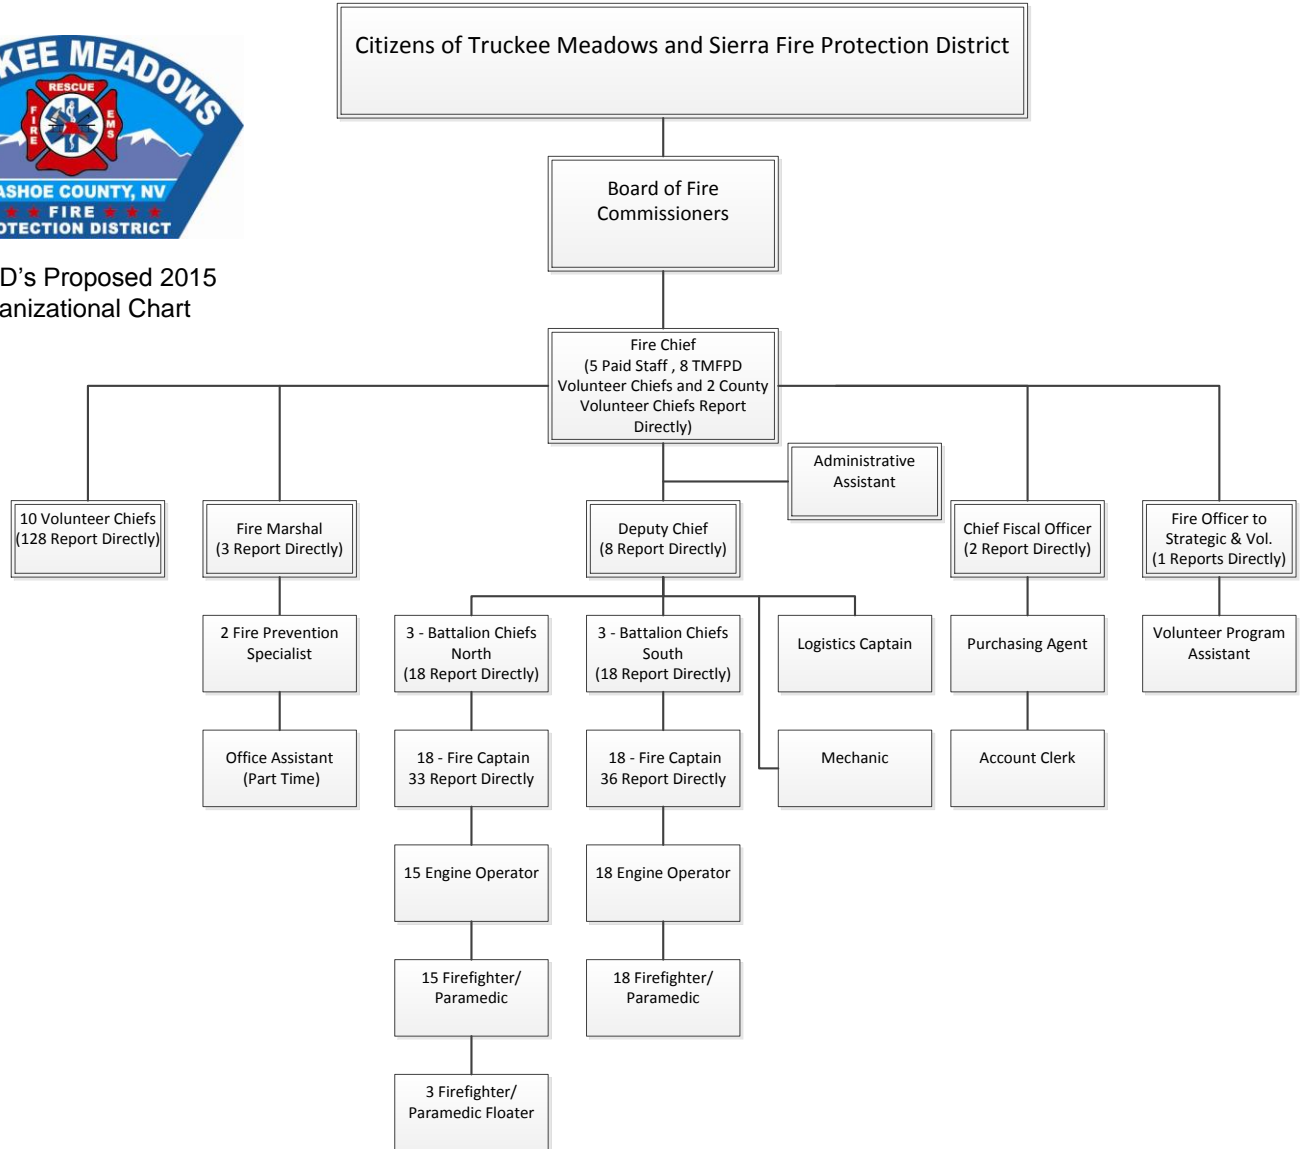 Citizens of Truckee Meadows and Sierra Fire Protection District
KEE MEADOWS
RESCUE
FIRE
EMS
ASHOE COUNTY, NV
FIRE
OTECTION DISTRICT
Board of Fire
Commissioners
D's Proposed 2015
anizational Chart
Fire Chief
(5 Paid Staff , 8 TMFPD
Volunteer Chiefs and 2 County
Volunteer Chiefs Report
Directly)
Administrative
Assistant
10 Volunteer Chiefs
(128 Report Directly)
Fire Marshal
(3 Report Directly)
Deputy Chief
(8 Report Directly)
Chief Fiscal Officer
(2 Report Directly)
Fire Officer to
Strategic & Vol.
(1 Reports Directly)
2 Fire Prevention
Specialist
3 - Battalion Chiefs
North
(18 Report Directly)
3 - Battalion Chiefs
South
(18 Report Directly)
Logistics Captain
Purchasing Agent
Volunteer Program
Assistant
Office Assistant
(Part Time)
18 - Fire Captain
33 Report Directly
18 - Fire Captain
36 Report Directly
Mechanic
Account Clerk
15 Engine Operator
18 Engine Operator
15 Firefighter/
Paramedic
18 Firefighter/
Paramedic
3 Firefighter/
Paramedic Floater